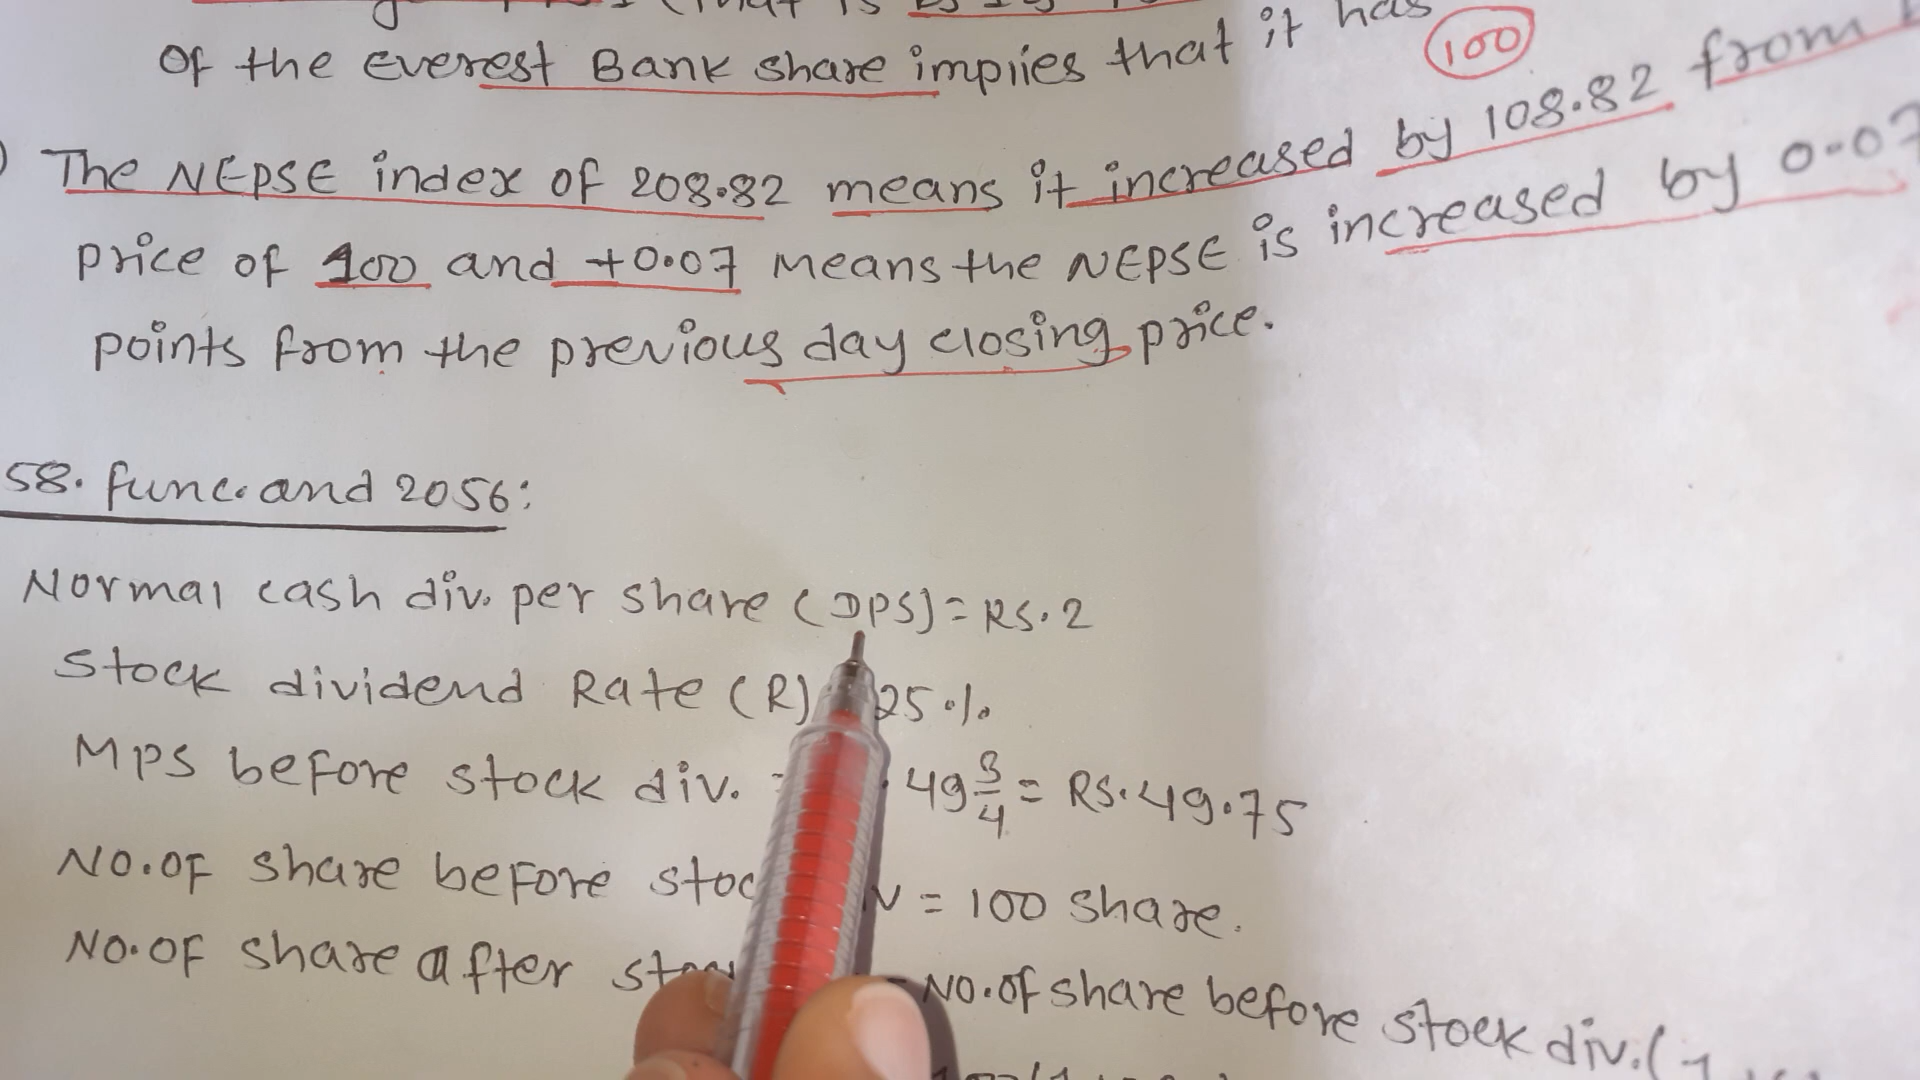 (that is
of the everest Bank share impiies that it has
100
The NEPSE index of 208.82 means it increased by 108.82 from
price of 100 and +0.07 means the NEPSE is increased by 0.07
points from the previous day closing price.
58. func. and 2056:
Normal cash div. per share (DPS) = RS. 2
Stock dividend Rate (R) 25%
MPS before stock div. 49 3/4 = RS. 49.75
No. of share before stoc v = 100 share.
No. of share after No. of share before stock div. (1